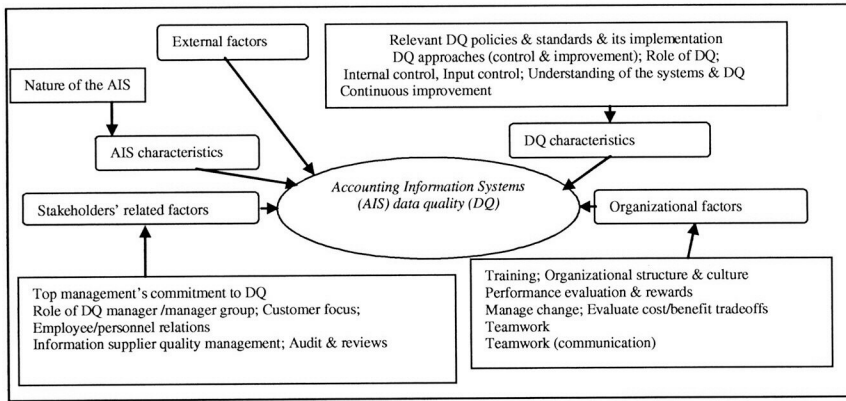 External factors
Relevant DQ policies & standards & its implementation
DQ approaches (control & improvement); Role of DQ;
Internal control, Input control; Understanding of the systems & DQ
Continuous improvement
Nature of the AIS
AIS characteristics
DQ characteristics
Accounting Information Systems
(AIS) data quality (DQ)
Stakeholders' related factors
Organizational factors
Top management's commitment to DQ
Role of DQ manager /manager group; Customer focus;
Employee/personnel relations
Information supplier quality management; Audit & reviews
Training; Organizational structure & culture
Performance evaluation & rewards
Manage change; Evaluate cost/benefit tradeoffs
Teamwork
Teamwork (communication)